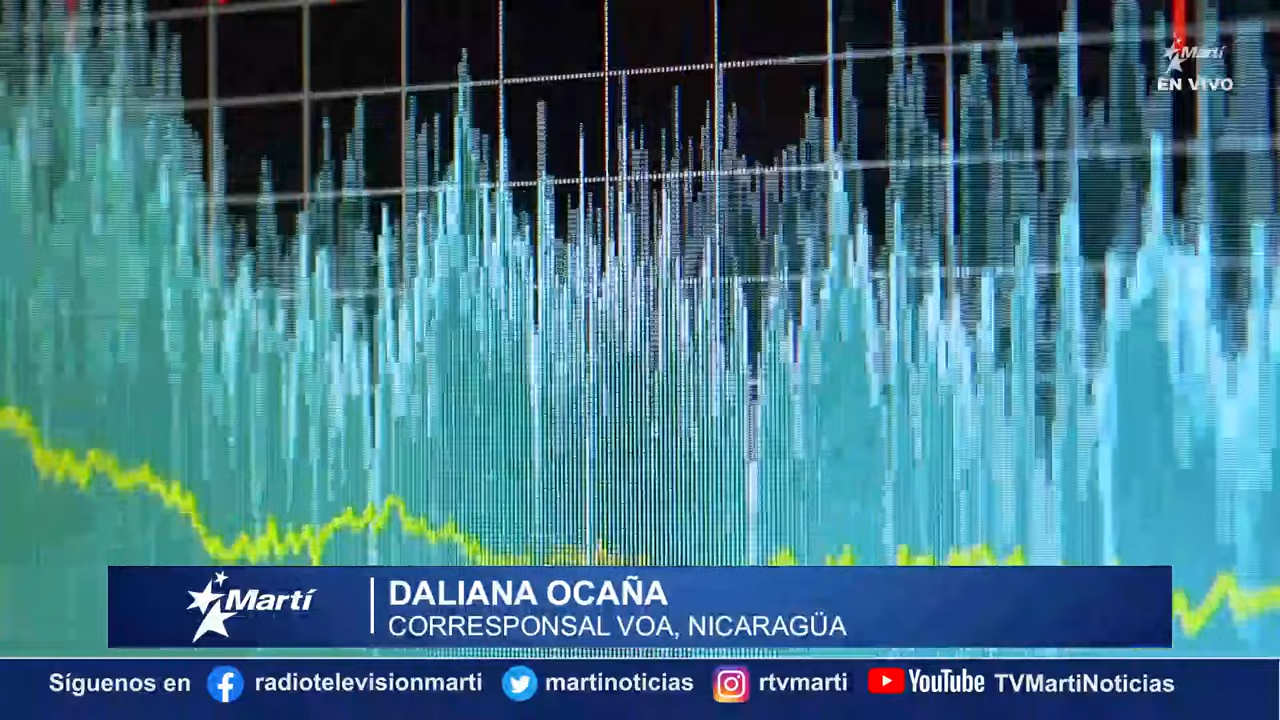 Martí
EN VIVO
Martí
DALIANA OCAÑA
CORRESPONSAL VOA, NICARAGÜA
Síguenos en radiotelevisionmarti martinoticias rtvmarti YouTube TVMartiNoticias